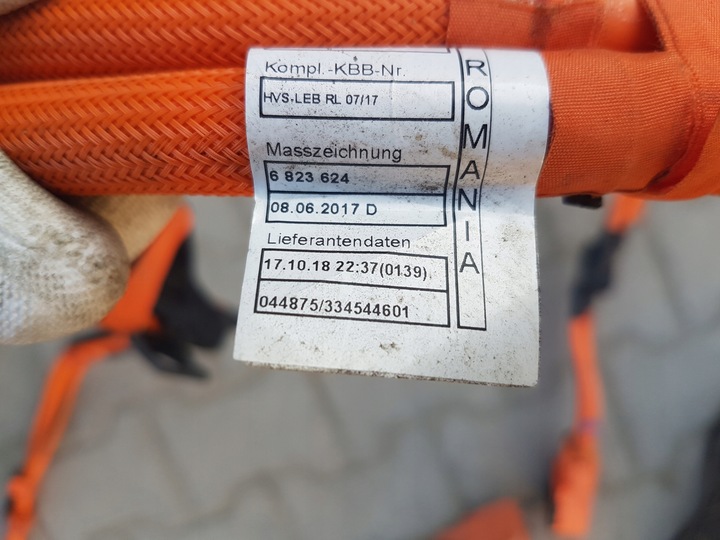 Kompl.-KBB-Nr.
HVS-LEB RL 07/17
Masszeichnung
6 823 624
08.06.2017 D
Lieferantendaten
17.10.18 22:37(0139)
044875/334544601
ROMANIA